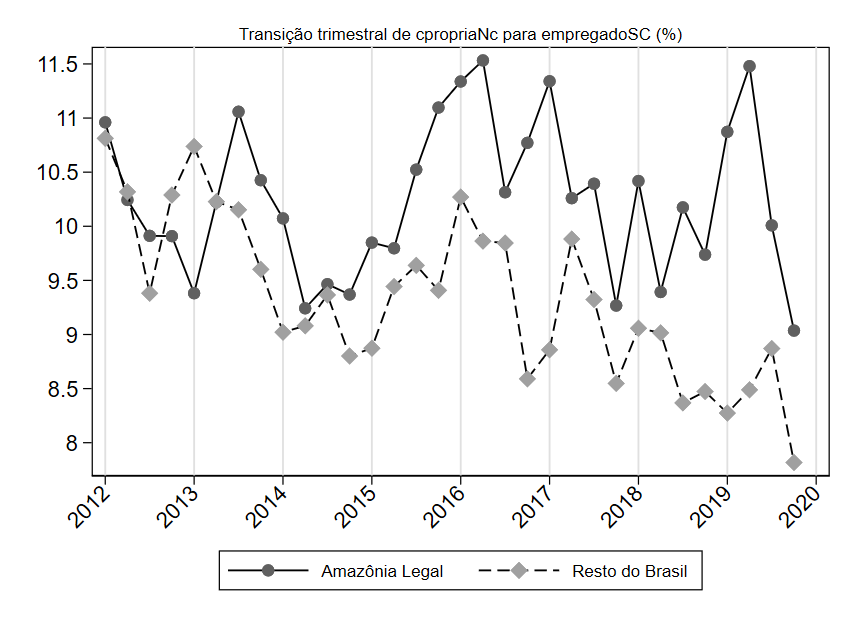 Transição trimestral de cpropriaNc para empregadoSC (%)
11.5
11
10.5
10
9.5
9
8.5
8
2012 2013 2014 2015 2016 2017 2018 2019 2020
Amazônia Legal Resto do Brasil